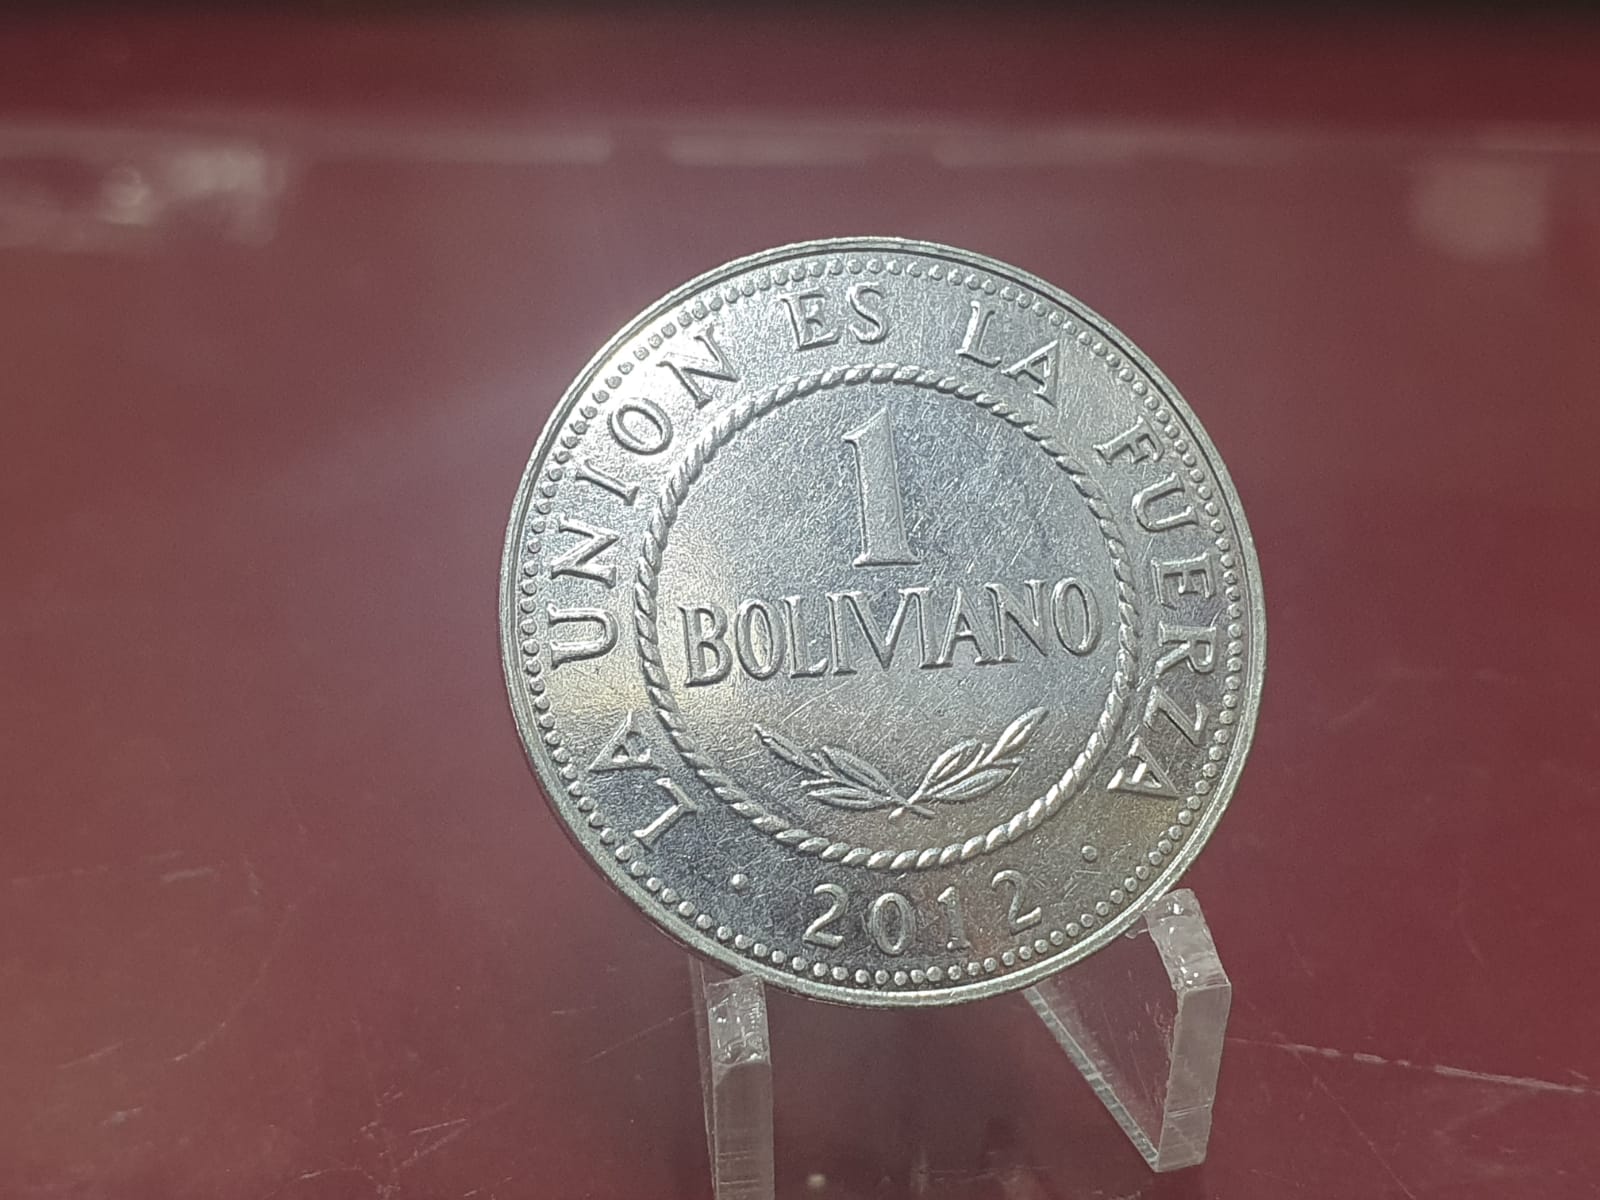 LA UNION ES LA FUERZA
1
BOLIVIANO
· 2012 ·